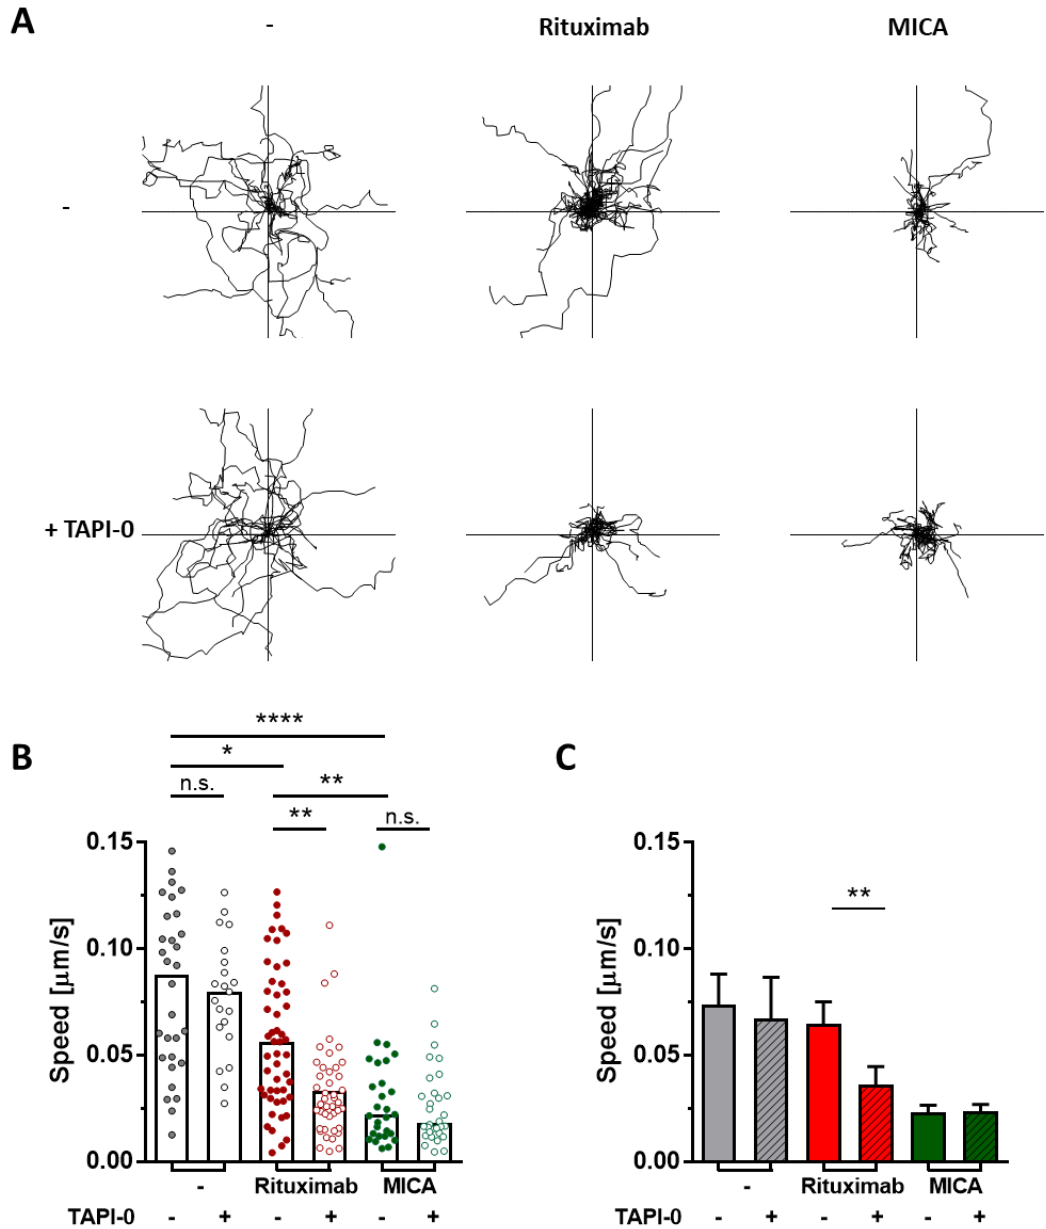 A
- Rituximab MICA
-
+ TAPI-0
B
C
****
*
**
n.s.
**
n.s.
**
0.15
0.10
0.05
0.00
Speed [µm/s]
- Rituximab MICA
TAPI-0 - + - + - +
0.15
0.10
0.05
0.00
Speed [µm/s]
- Rituximab MICA
TAPI-0 - + - + - +